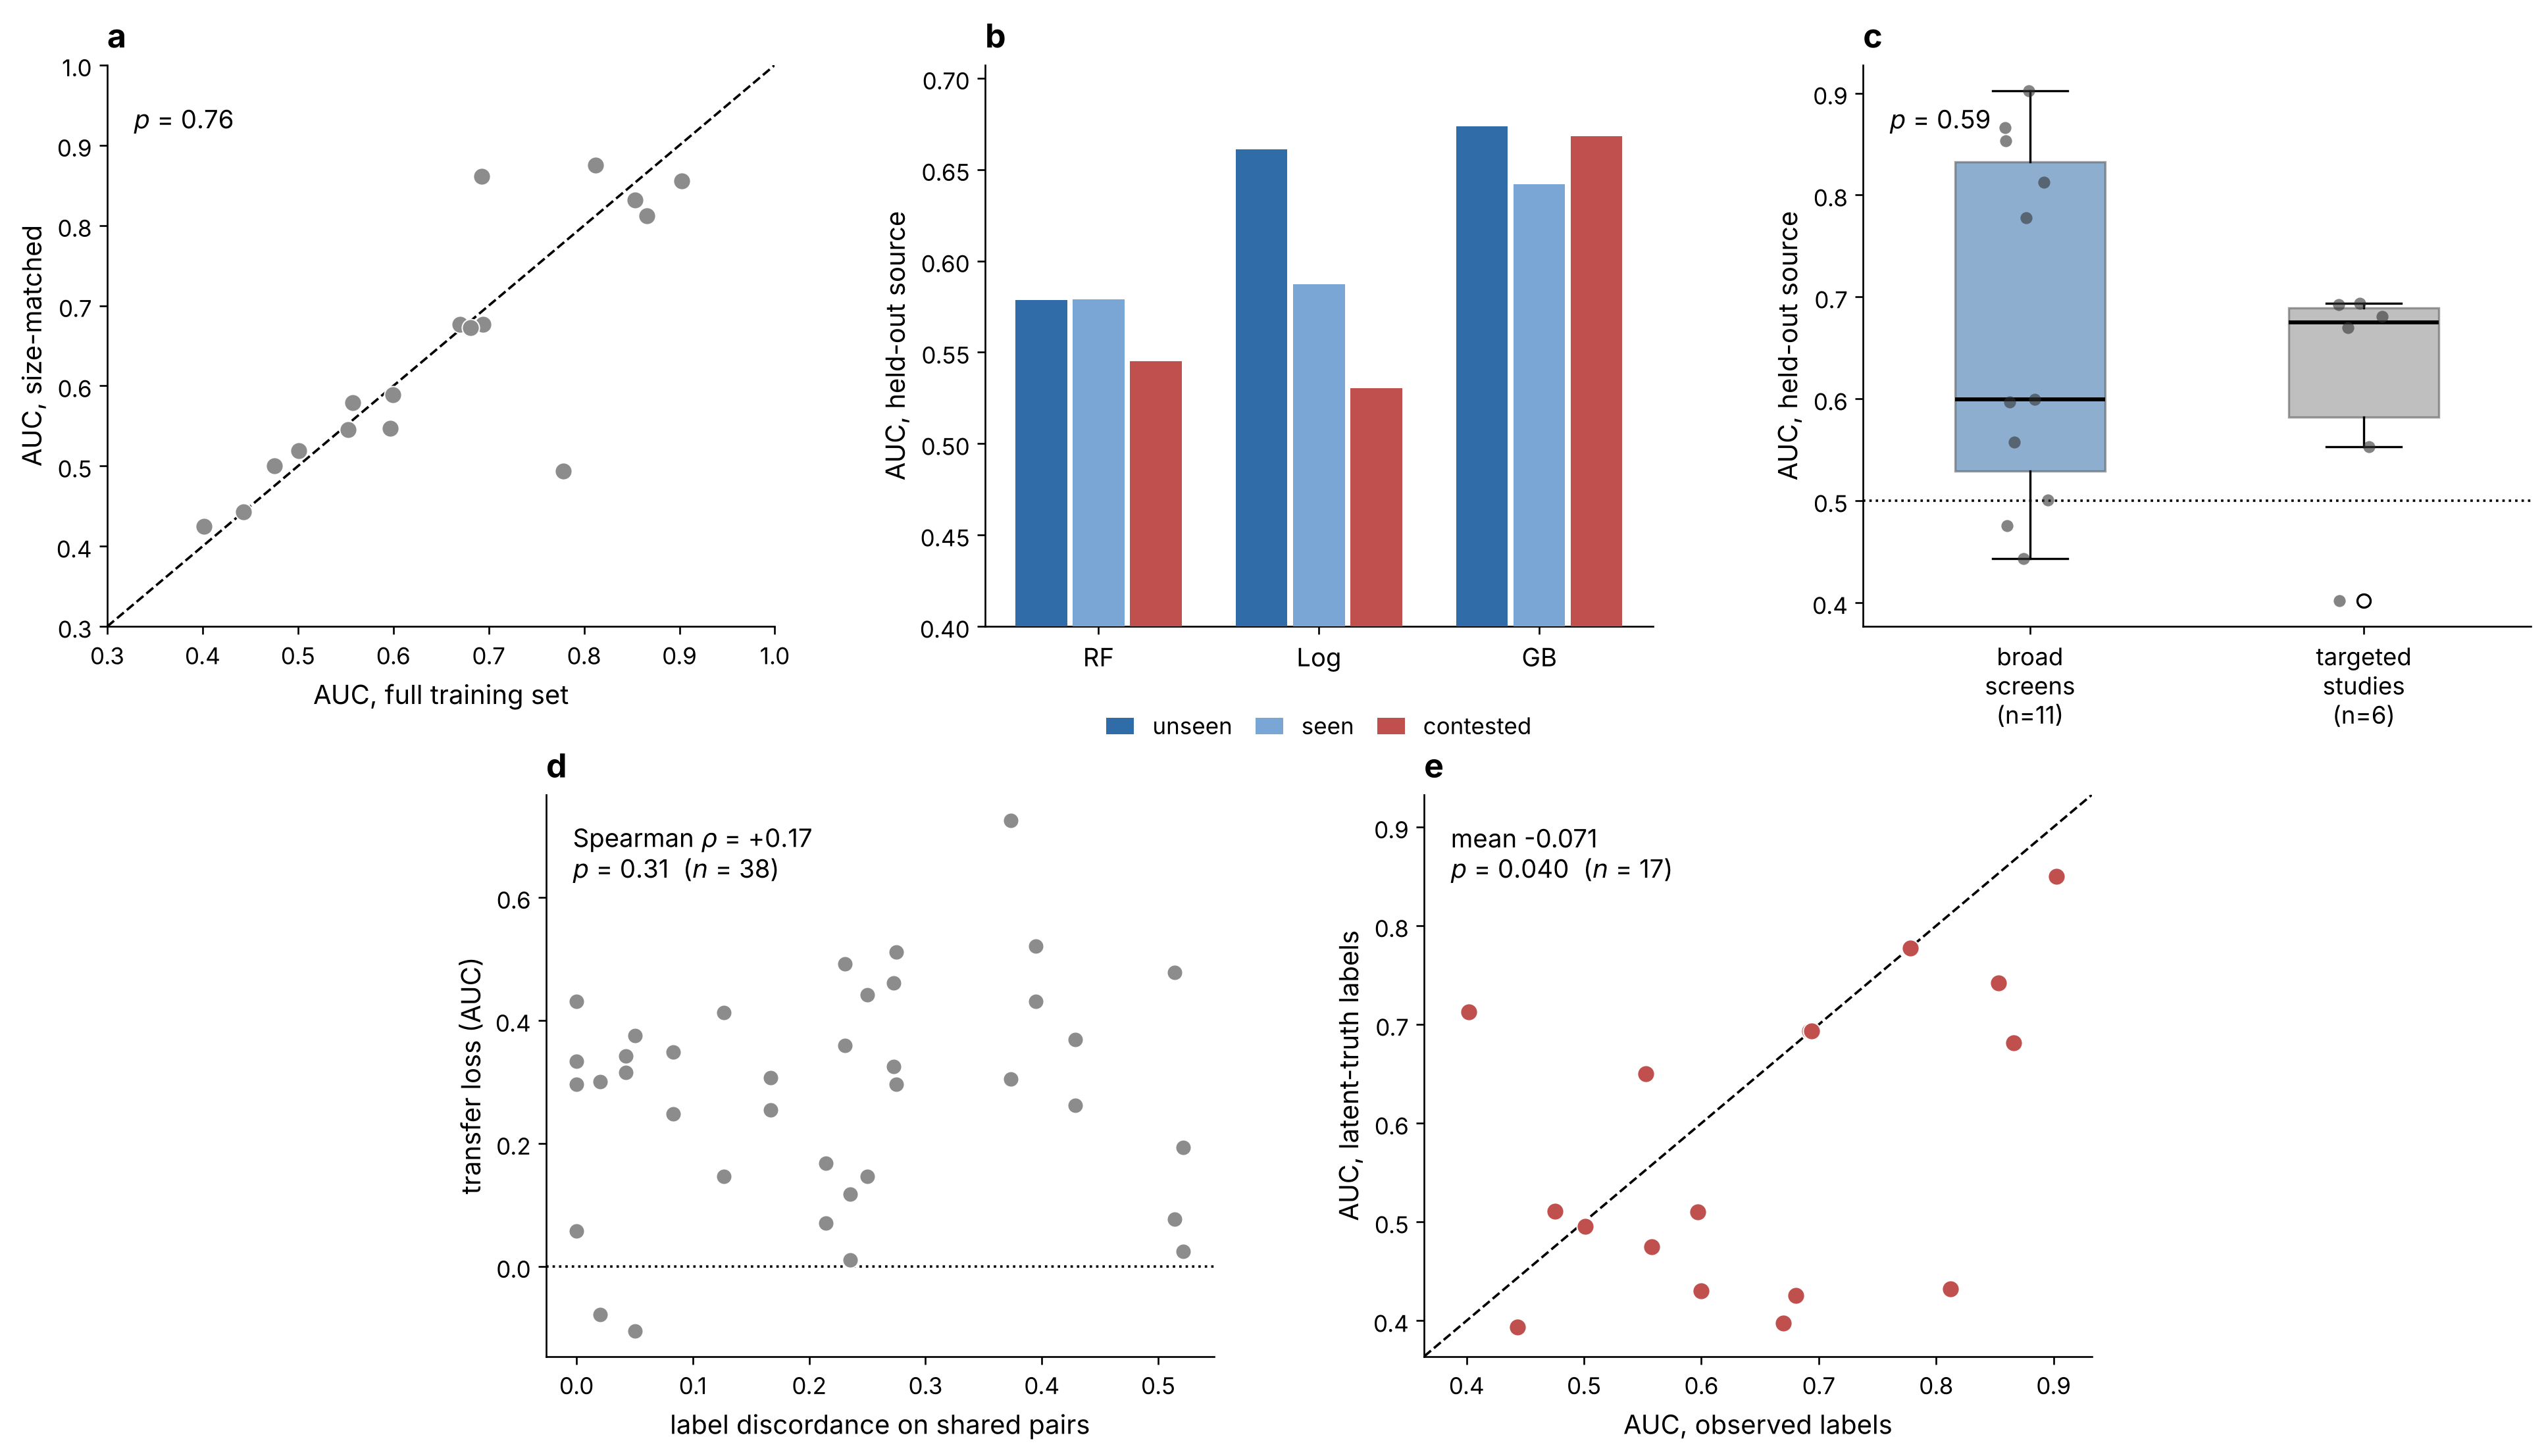 a
p = 0.76
AUC, size-matched
1.0
0.9
0.8
0.7
0.6
0.5
0.4
0.3
0.3 0.4 0.5 0.6 0.7 0.8 0.9 1.0
AUC, full training set
b
AUC, held-out source
0.70
0.65
0.60
0.55
0.50
0.45
0.40
RF Log GB
unseen seen contested
c
p = 0.59
AUC, held-out source
0.9
0.8
0.7
0.6
0.5
0.4
broad
screens
(n=11)
targeted
studies
(n=6)
d
Spearman ρ = +0.17
p = 0.31 (n = 38)
transfer loss (AUC)
0.6
0.4
0.2
0.0
0.0 0.1 0.2 0.3 0.4 0.5
label discordance on shared pairs
e
mean -0.071
p = 0.040 (n = 17)
AUC, latent-truth labels
0.9
0.8
0.7
0.6
0.5
0.4
0.4 0.5 0.6 0.7 0.8 0.9
AUC, observed labels